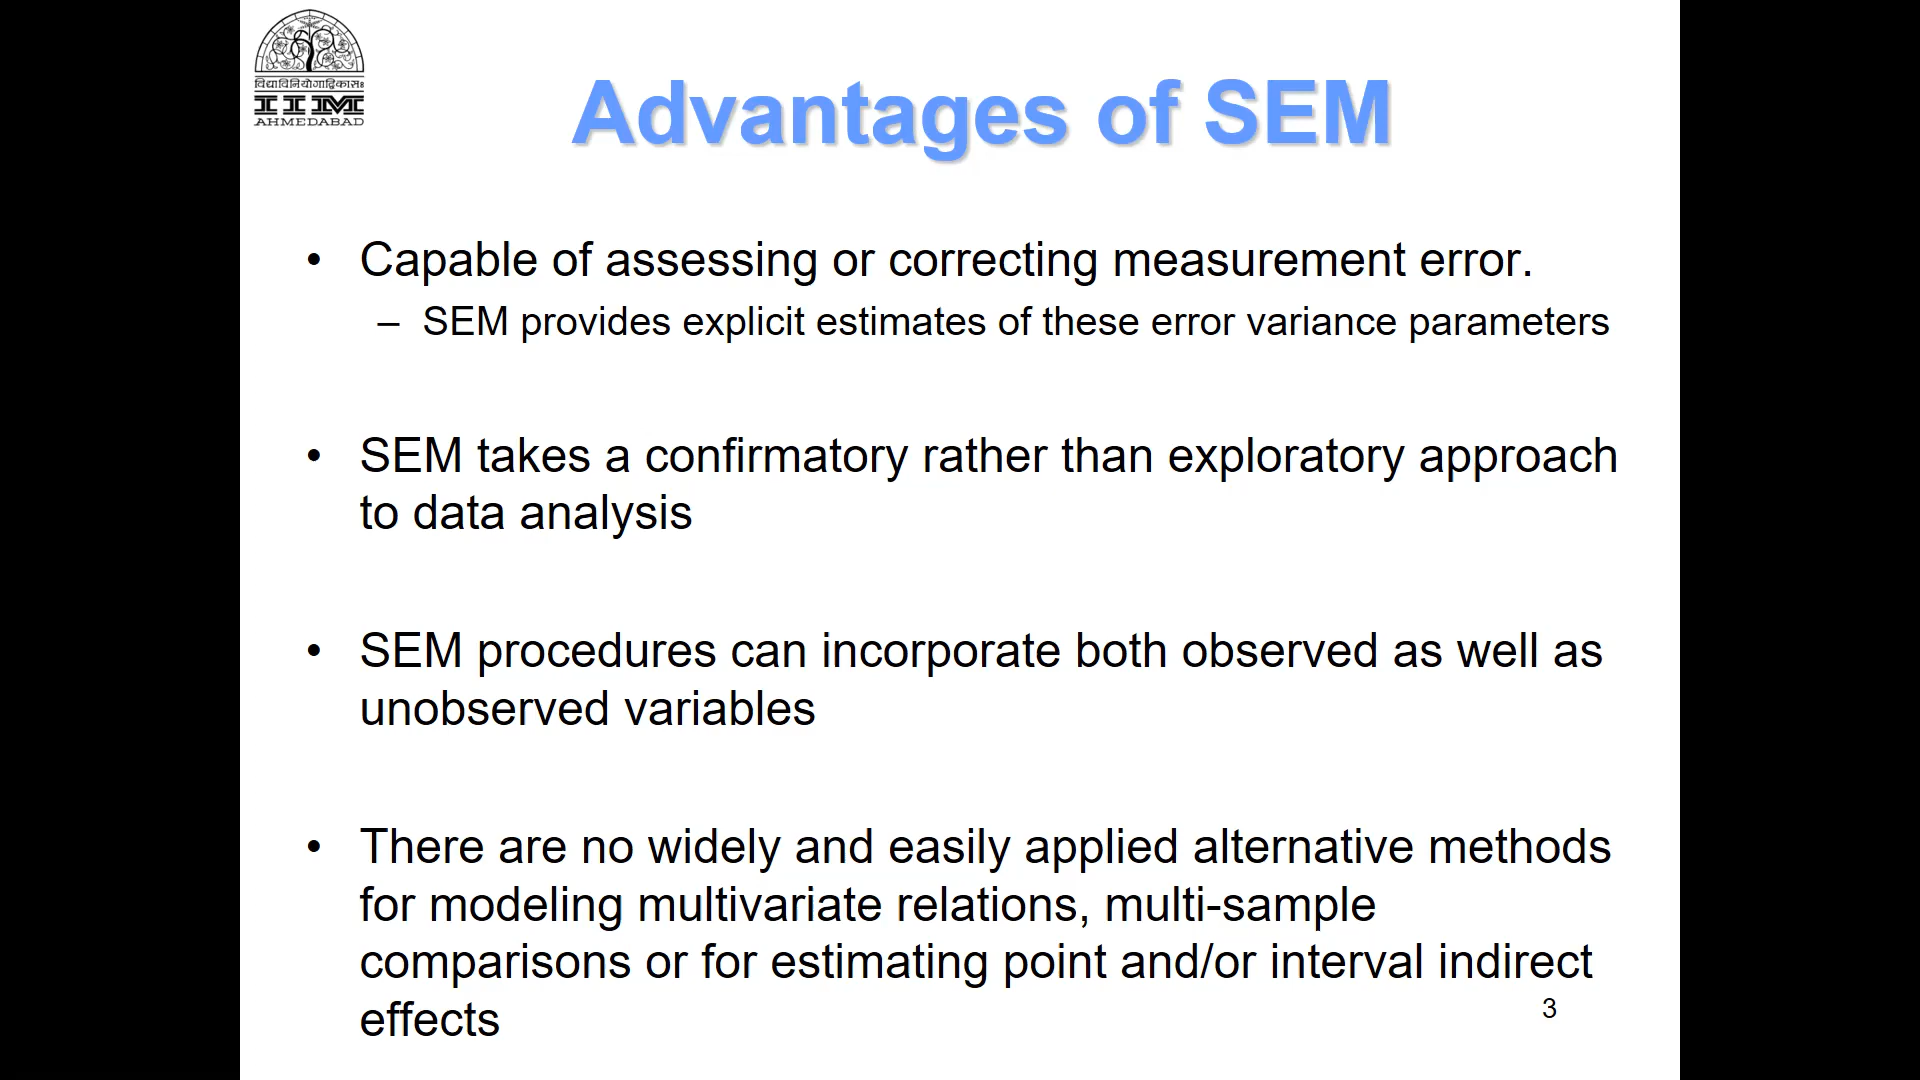 विद्याविनियोगाद्विकासः
IIM
AHMEDABAD
Advantages of SEM
• Capable of assessing or correcting measurement error.
– SEM provides explicit estimates of these error variance parameters
• SEM takes a confirmatory rather than exploratory approach
to data analysis
• SEM procedures can incorporate both observed as well as
unobserved variables
• There are no widely and easily applied alternative methods
for modeling multivariate relations, multi-sample
comparisons or for estimating point and/or interval indirect
effects
3